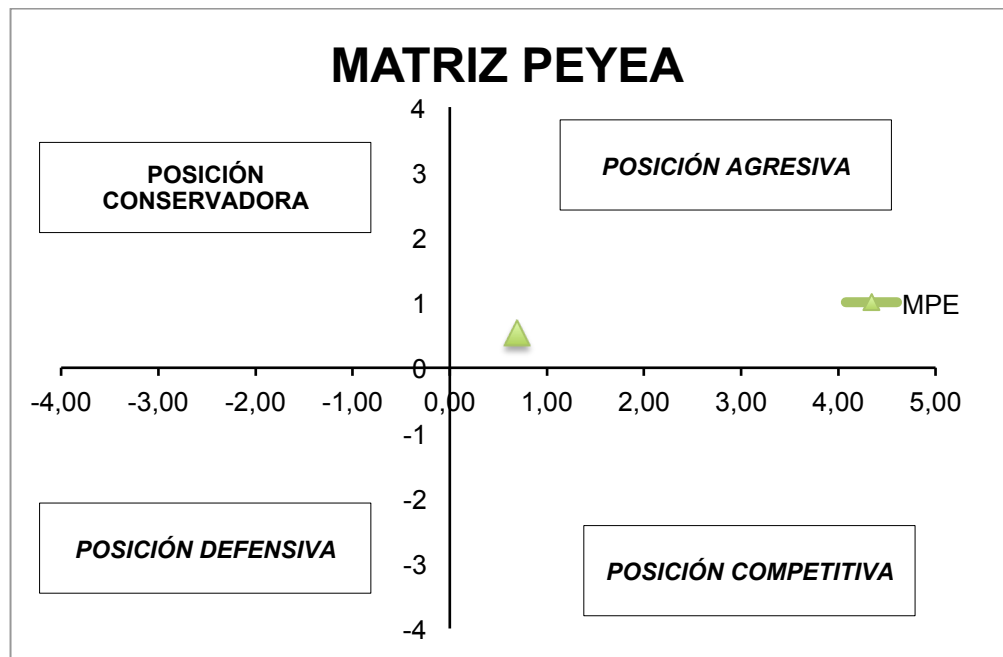 MATRIZ PEYEA
4
3
2
1
0
-1
-2
-3
-4
-4,00 -3,00 -2,00 -1,00 0,00 1,00 2,00 3,00 4,00 5,00
POSICIÓN
CONSERVADORA
POSICIÓN AGRESIVA
MPE
POSICIÓN DEFENSIVA
POSICIÓN COMPETITIVA